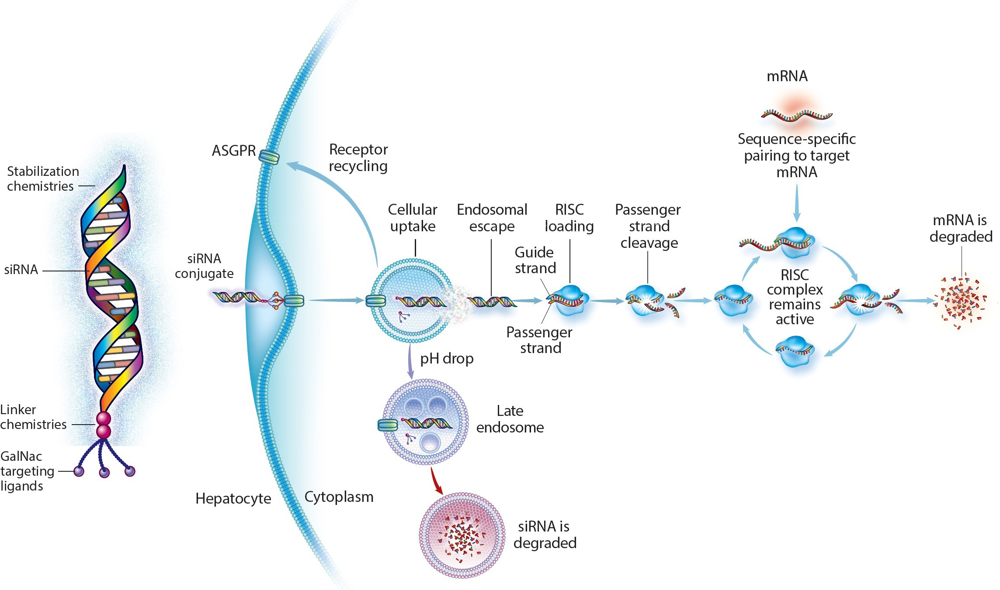 Stabilization
chemistries
siRNA
Linker
chemistries
GalNac
targeting
ligands
ASGPR
siRNA
conjugate
Hepatocyte
Cytoplasm
Receptor
recycling
Cellular
uptake
Endosomal
escape
RISC
loading
Guide
strand
Passenger
strand
Passenger
strand
cleavage
pH drop
Late
endosome
siRNA is
degraded
mRNA
Sequence-specific
pairing to target
mRNA
RISC
complex
remains
active
mRNA is
degraded